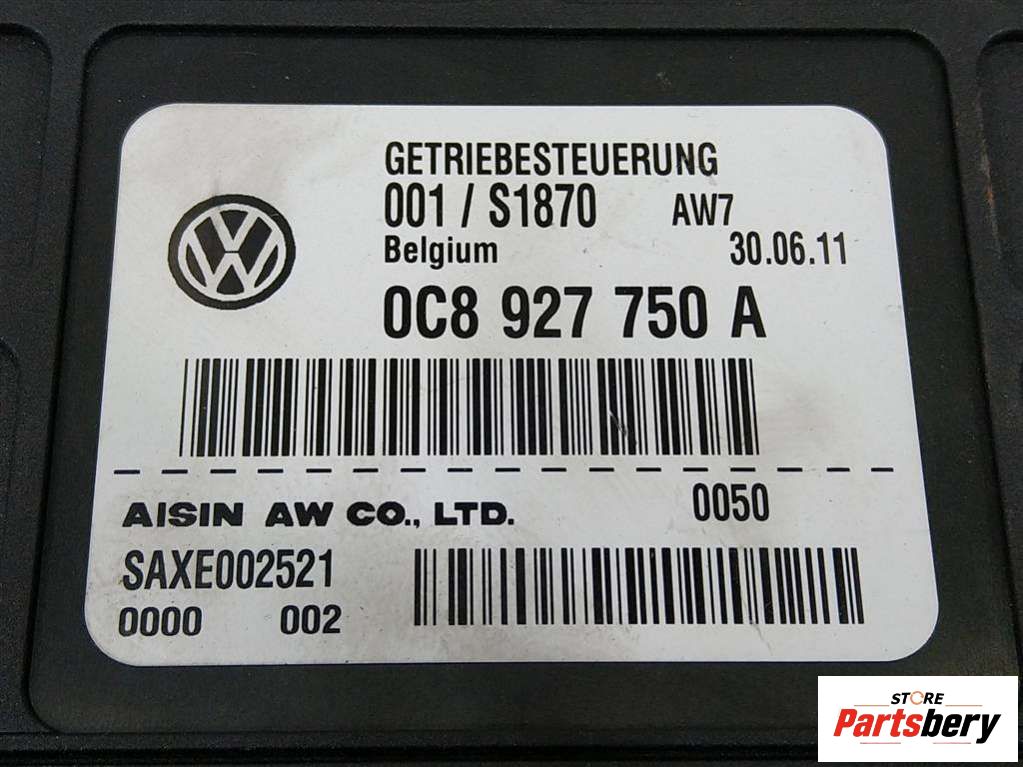 GETRIEBESTEUERUNG
001 / S1870 AW7
Belgium 30.06.11
0C8 927 750 A
AISIN AW CO., LTD. 0050
SAXE002521
0000 002
STORE
Partsbery